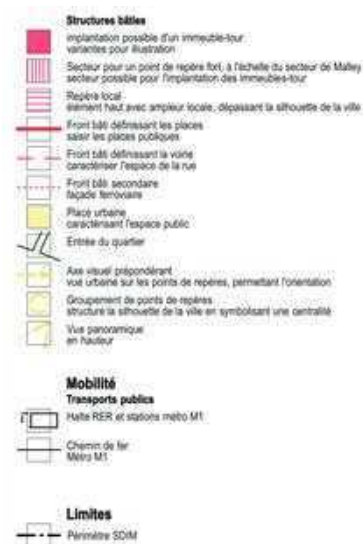 Structures bâties
implantation possible d'un immeuble-tour
variantes pour illustration
Secteur pour un point de repère fort, à l'échelle du secteur de Malley
secteur possible pour l'implantation des immeubles-tour
Repère local
élément haut avec ampleur locale, dépassant la silhouette de la ville
Front bâti définissant les places
saisir les places publiques
Front bâti définissant la voirie
caractériser l'espace de la rue
Front bâti secondaire
façade ferroviaire
Place urbaine
caractérisant l'espace public
Entrée du quartier
Axe visuel prépondérant
vue urbaine sur les points de repères, permettant l'orientation
Groupement de points de repères
structure la silhouette de la ville en symbolisant une centralité
Vue panoramique
en hauteur
Mobilité
Transports publics
Halte RER et stations métro M1
Chemin de fer
Métro M1
Limites
Périmètre SDIM